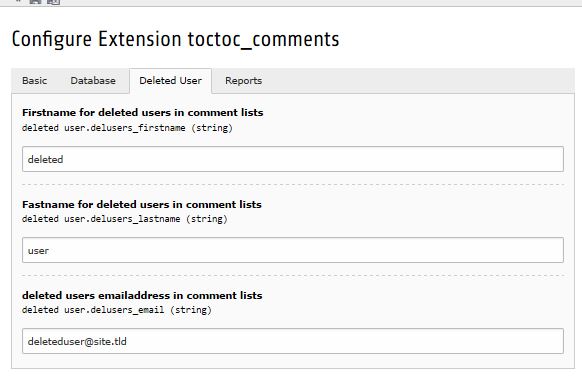 Configure Extension toctoc_comments
Basic Database Deleted User Reports
Firstname for deleted users in comment lists
deleted user.delusers_firstname (string)
deleted
Fastname for deleted users in comment lists
deleted user.delusers_lastname (string)
user
deleted users emailaddress in comment lists
deleted user.delusers_email (string)
deleteduser@site.tld